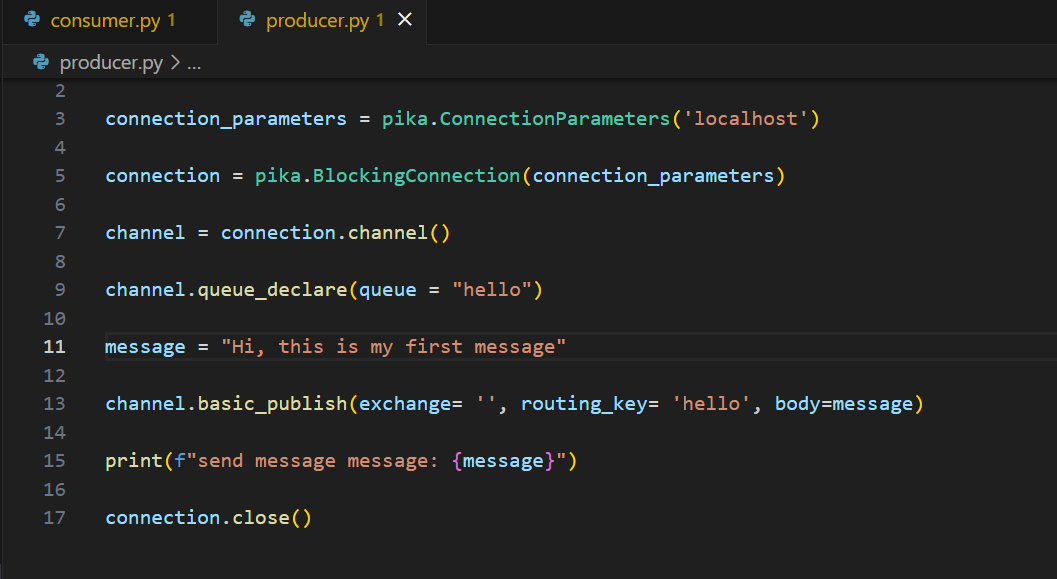 consumer.py 1 producer.py 1 ×
producer.py > ...
2
3 connection_parameters = pika.ConnectionParameters('localhost')
4
5 connection = pika.BlockingConnection(connection_parameters)
6
7 channel = connection.channel()
8
9 channel.queue_declare(queue = "hello")
10
11 message = "Hi, this is my first message"
12
13 channel.basic_publish(exchange= '', routing_key= 'hello', body=message)
14
15 print(f"send message message: {message}")
16
17 connection.close()